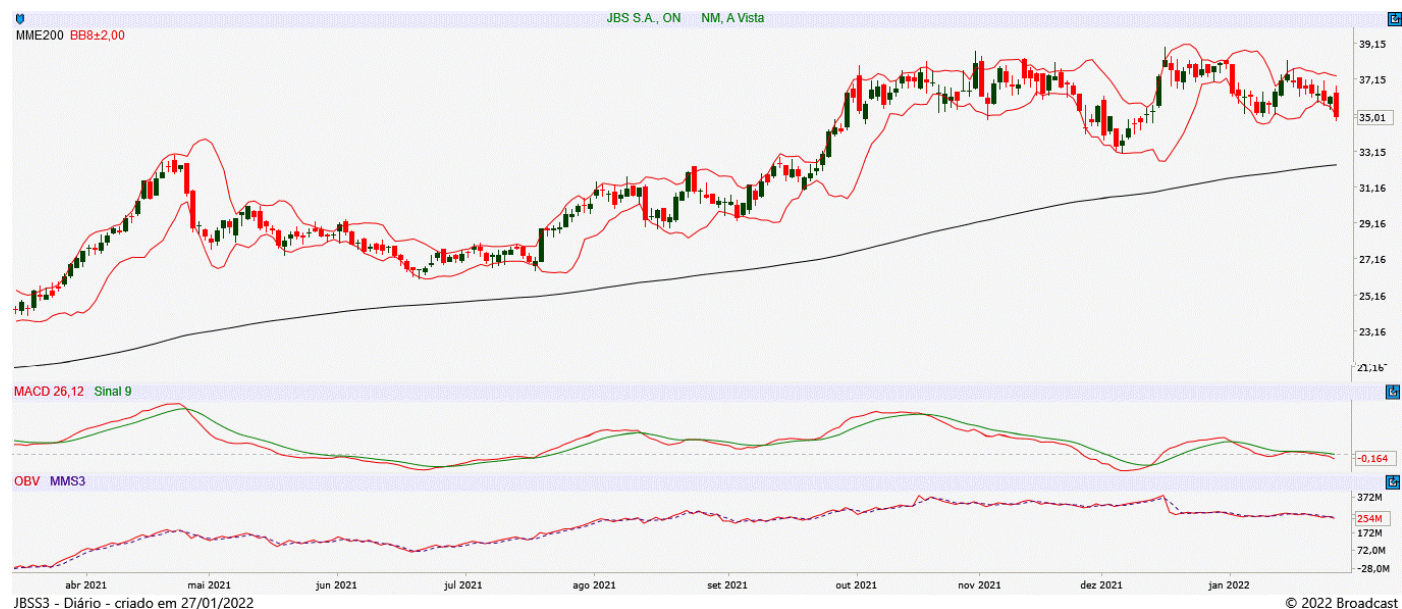 JBS S.A., ON NM, A Vista
MME200 BB8±2,00
39,15
37,15
35,01
33,15
31,16
29,16
27,16
25,16
23,16
21,16
MACD 26,12 Sinal 9
-0,164
OBV MMS3
372M
254M
172M
72,0M
-28,0M
abr 2021 mai 2021 jun 2021 jul 2021 ago 2021 set 2021 out 2021 nov 2021 dez 2021 jan 2022
JBSS3 - Diário - criado em 27/01/2022 © 2022 Broadcast